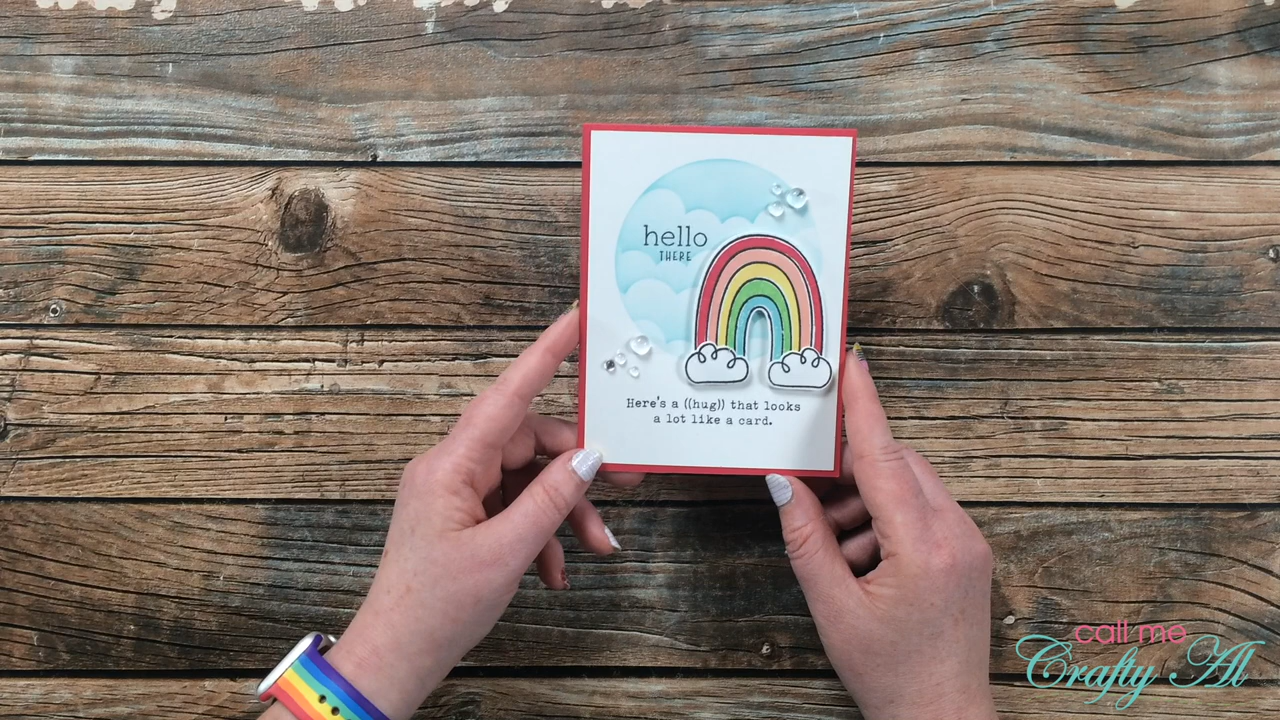 hello
THERE
Here's a ((hug)) that looks
a lot like a card.
call me
Crafty Al